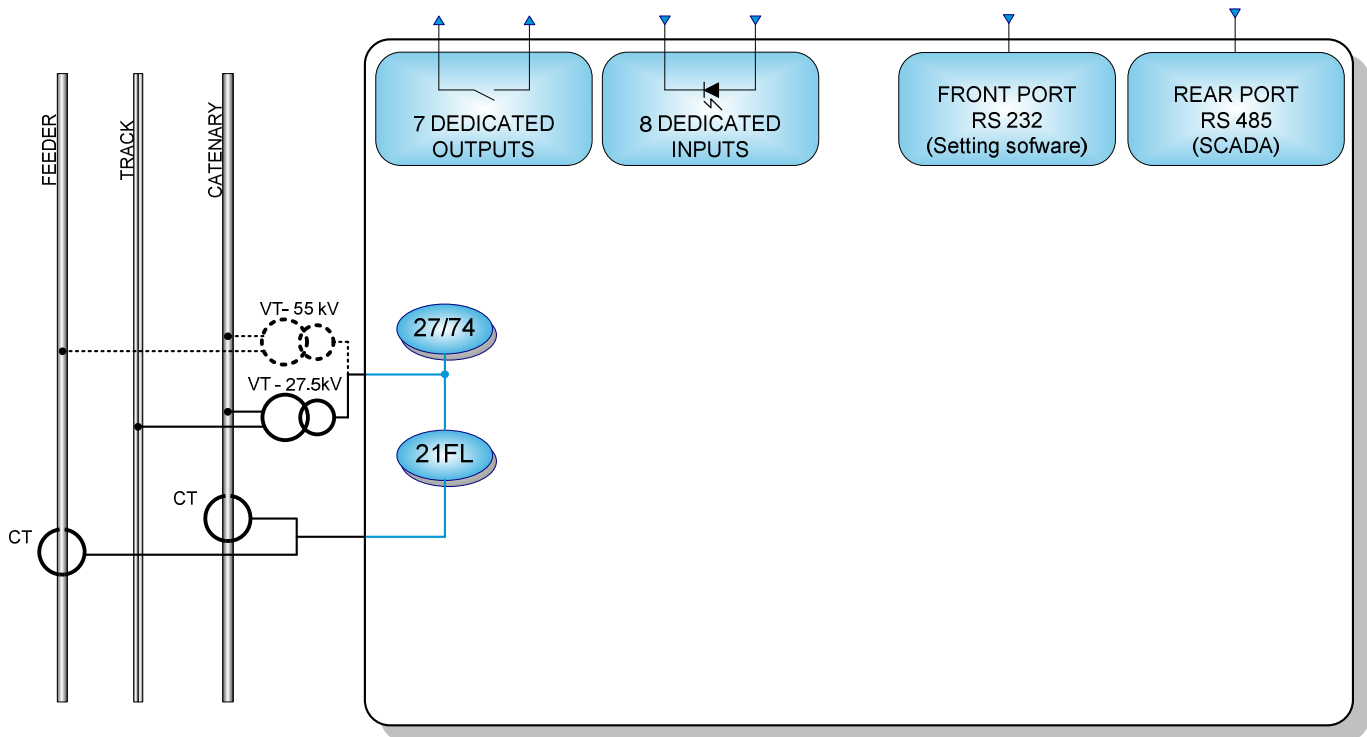 7 DEDICATED
OUTPUTS
8 DEDICATED
INPUTS
FRONT PORT
RS 232
(Setting sofware)
REAR PORT
RS 485
(SCADA)
FEEDER
TRACK
CATENARY
VT- 55 kV
27/74
VT - 27.5kV
21FL
CT
CT